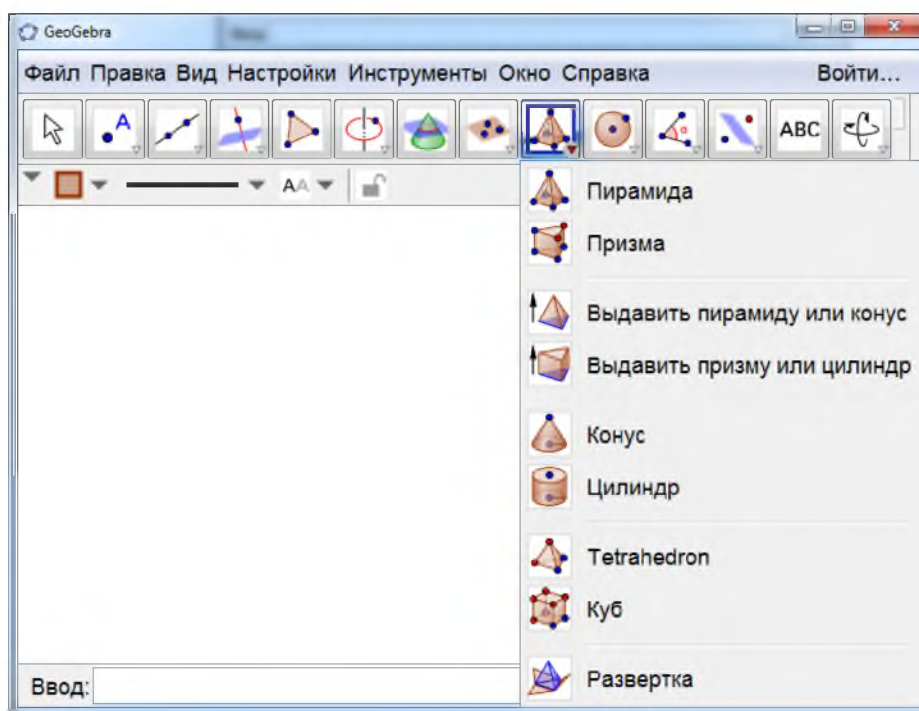 GeoGebra
Файл Правка Вид Настройки Инструменты Окно Справка Войти...
A ABC
AA
Пирамида
Призма
Выдавить пирамиду или конус
Выдавить призму или цилиндр
Конус
Цилиндр
Tetrahedron
Куб
Развертка
Ввод: